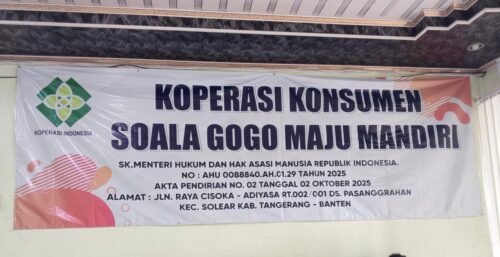 KOPERASI INDONESIA
KOPERASI KONSUMEN
SOALA GOGO MAJU MANDIRI
SK.MENTERI HUKUM DAN HAK ASASI MANUSIA REPUBLIK INDONESIA.
NO : AHU 0088840.AH.01.29 TAHUN 2025
AKTA PENDIRIAN NO. 02 TANGGAL 02 OKTOBER 2025
ALAMAT : JLN. RAYA CISOKA - ADIYASA RT.002/001 DS. PASANGGRAHAN
KEC. SOLEAR KAB. TANGERANG - BANTEN